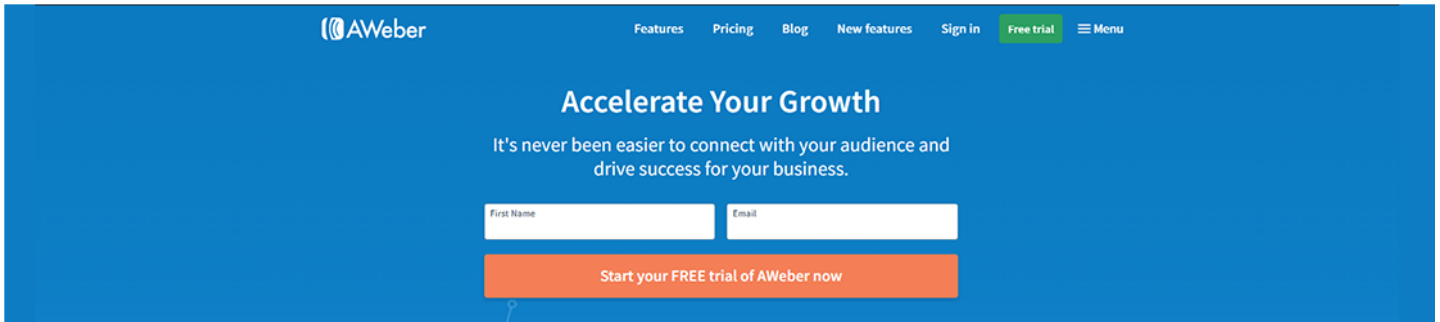 AWeber
Features Pricing Blog New features Sign in Free trial Menu
Accelerate Your Growth
It's never been easier to connect with your audience and
drive success for your business.
First Name Email
Start your FREE trial of AWeber now